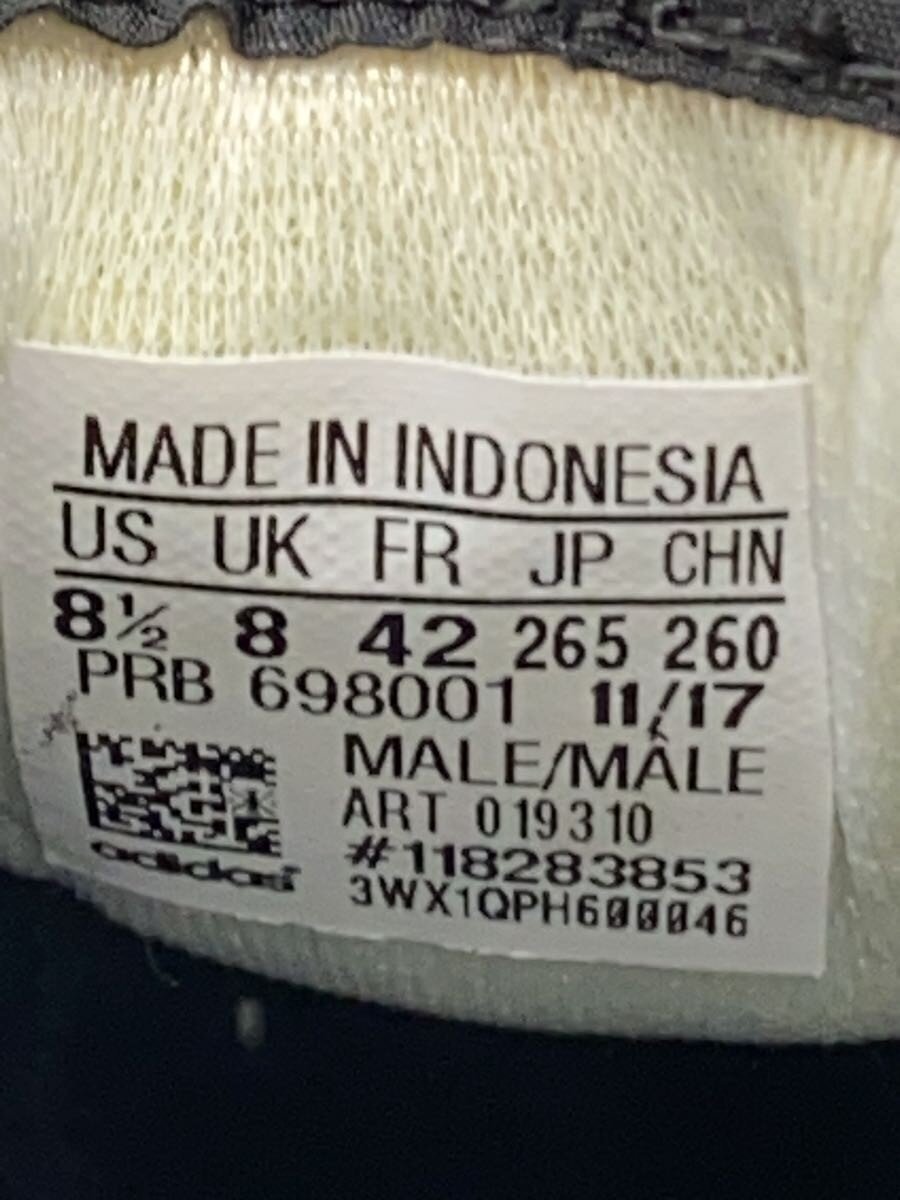 MADE IN INDONESIA
US UK FR JP CHN
8½ 8 42 265 260
PRB 698001 11/17
MALE/MÂLE
ART 019310
#118283853
3WX1QPH600046
adidas